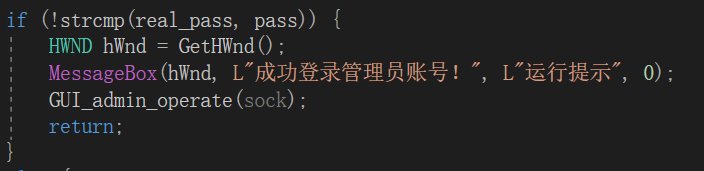 if (!strcmp(real_pass, pass)) {
    HWND hWnd = GetHWnd();
    MessageBox(hWnd, L"成功登录管理员账号！", L"运行提示", 0);
    GUI_admin_operate(sock);
    return;
}